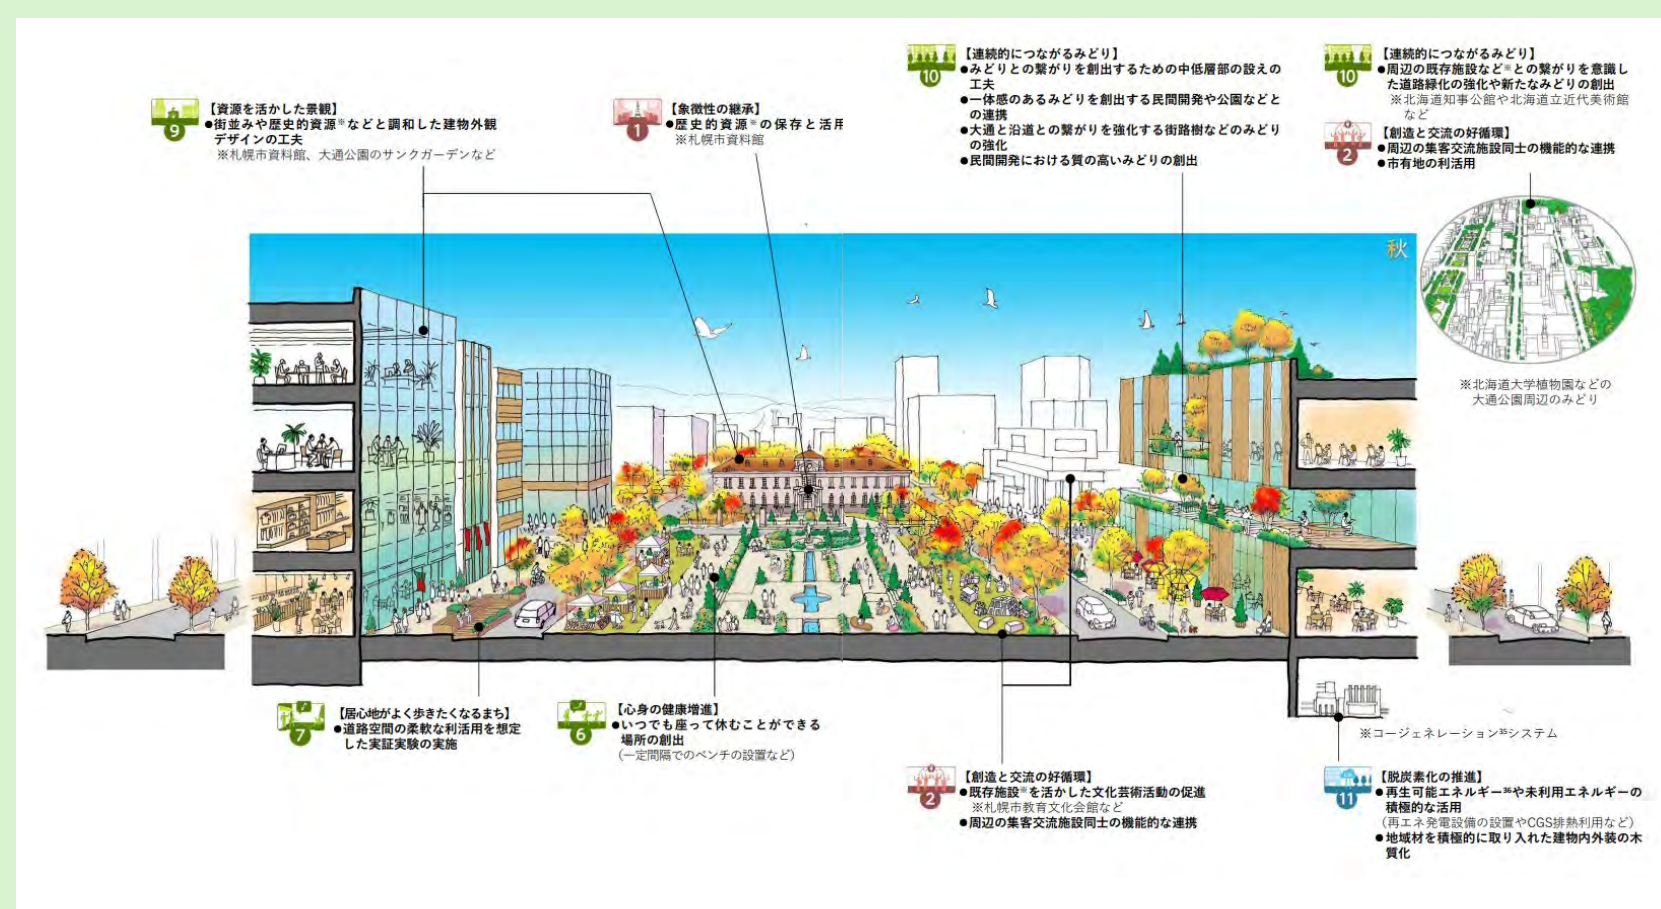 9
【資源を活かした景観】
●街並みや歴史的資源※などと調和した建物外観
デザインの工夫
※札幌市資料館、大通公園のサンクガーデンなど
1
【象徴性の継承】
●歴史的資源※の保存と活用
※札幌市資料館
10
【連続的につながるみどり】
●みどりとの繋がりを創出するための中低層部の設えの
工夫
●一体感のあるみどりを創出する民間開発や公園などと
の連携
●大通と沿道との繋がりを強化する街路樹などのみどり
の強化
●民間開発における質の高いみどりの創出
10
【連続的につながるみどり】
●周辺の既存施設など※との繋がりを意識し
た道路緑化の強化や新たなみどりの創出
※北海道知事公館や北海道立近代美術館
など
2
【創造と交流の好循環】
●周辺の集客交流施設同士の機能的な連携
●市有地の利活用
秋
※北海道大学植物園などの
大通公園周辺のみどり
7
【居心地がよく歩きたくなるまち】
●道路空間の柔軟な利活用を想定
した実証実験の実施
6
【心身の健康増進】
●いつでも座って休むことができる
場所の創出
（一定間隔でのベンチの設置など）
2
【創造と交流の好循環】
●既存施設※を活かした文化芸術活動の促進
※札幌市教育文化会館など
●周辺の集客交流施設同士の機能的な連携
※コージェネレーション35システム
11
【脱炭素化の推進】
●再生可能エネルギー36や未利用エネルギーの
積極的な活用
（再エネ発電設備の設置やCGS排熱利用など）
●地域材を積極的に取り入れた建物内外装の木
質化